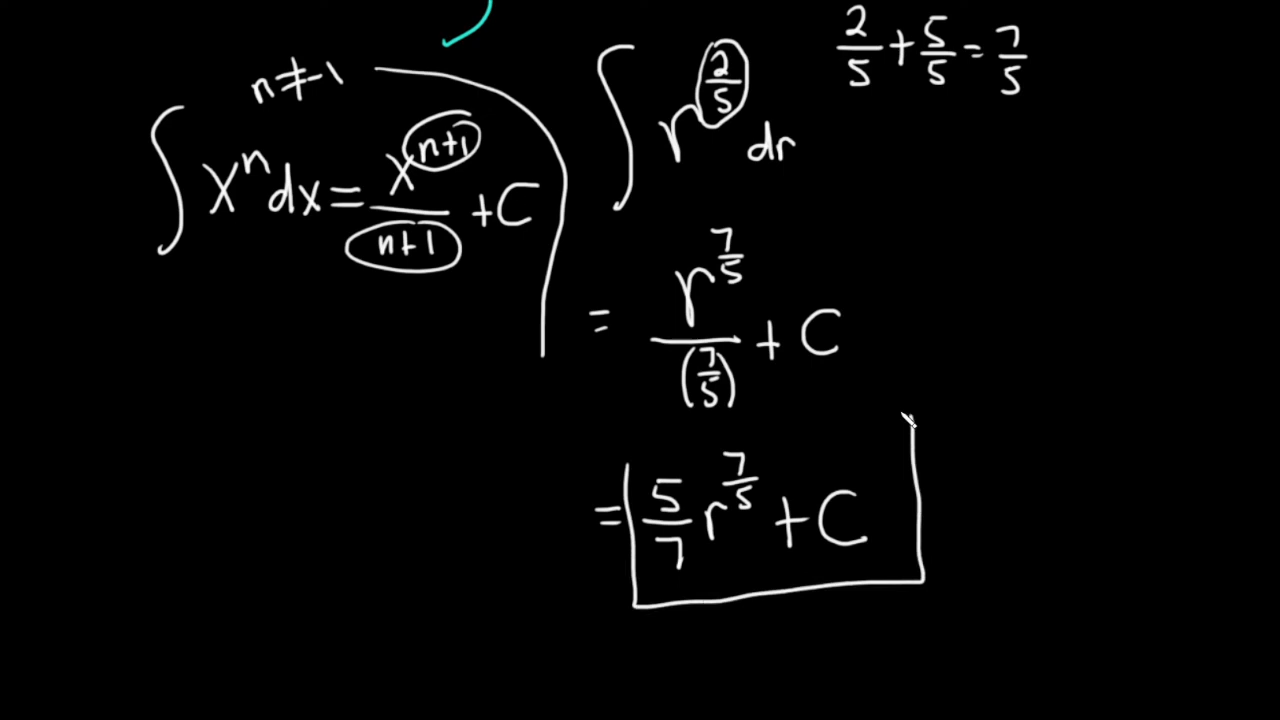 n≠-1
∫ xⁿ dx = x^(n+1)/(n+1) + C
∫ r^(2/5) dr
2/5 + 5/5 = 7/5
= r^(7/5)/(7/5) + C
= 5/7 r^(7/5) + C